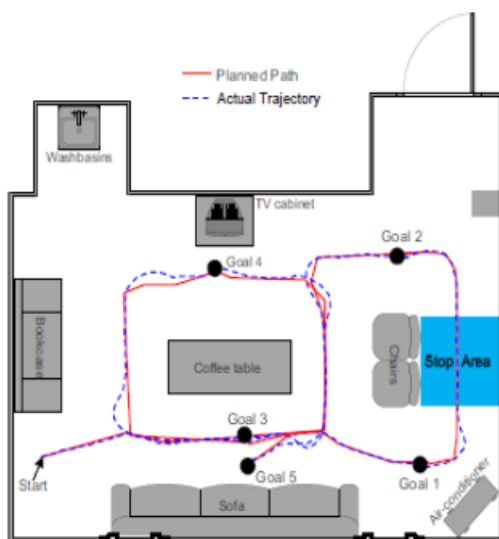 Planned Path
Actual Trajectory
Washbasins
TV cabinet
Goal 2
Goal 4
Bookcase
Coffee table
Chairs
Stop Area
Goal 3
Goal 5
Goal 1
Start
Sofa
Air-conditioner